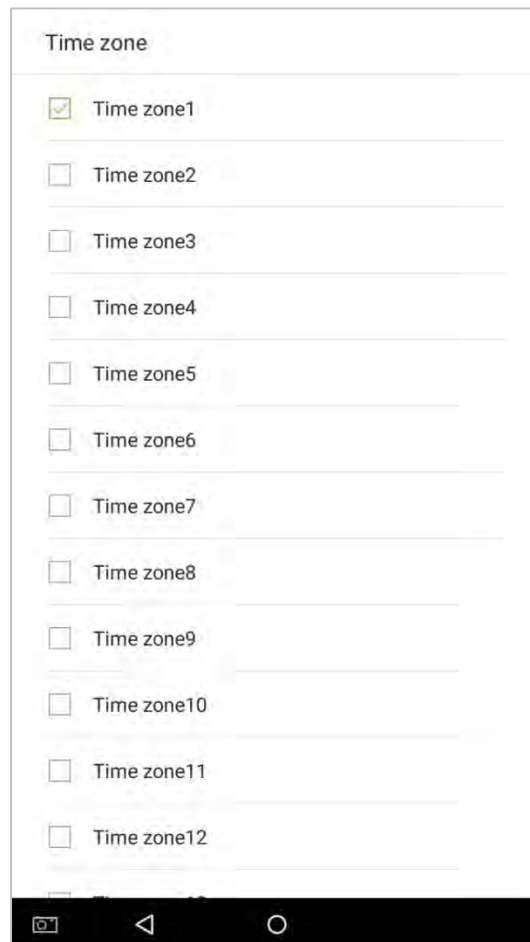 Time zone
Time zone1
Time zone2
Time zone3
Time zone4
Time zone5
Time zone6
Time zone7
Time zone8
Time zone9
Time zone10
Time zone11
Time zone12